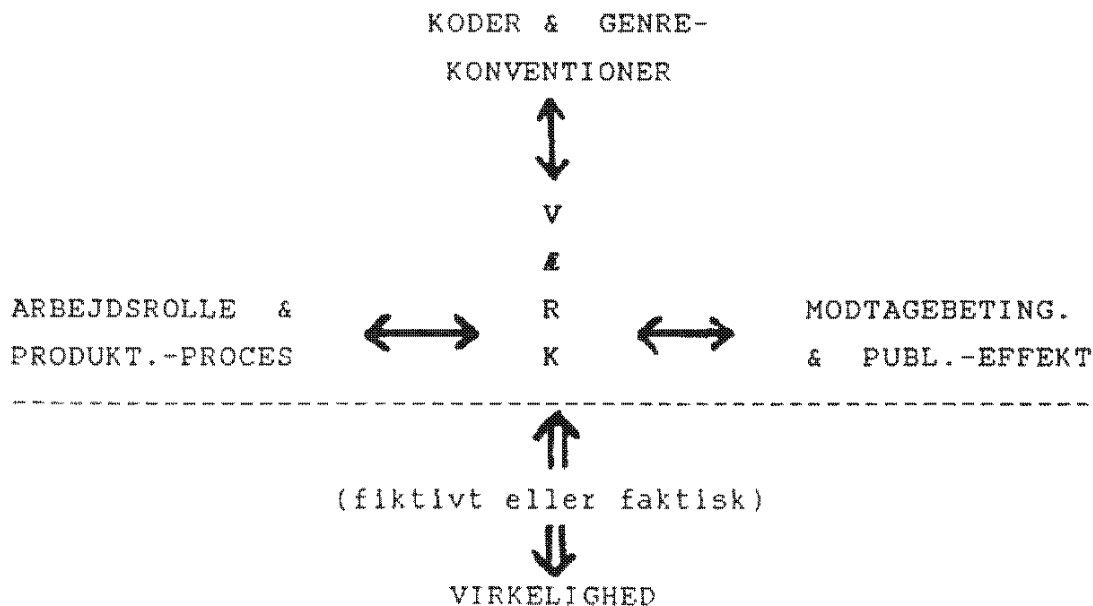 KODER & GENRE-
KONVENTIONER
V
Æ
R
K
ARBEJDSROLLE &
PRODUKT.-PROCES
MODTAGEBETING.
& PUBL.-EFFEKT
(fiktivt eller faktisk)
VIRKELIGHED